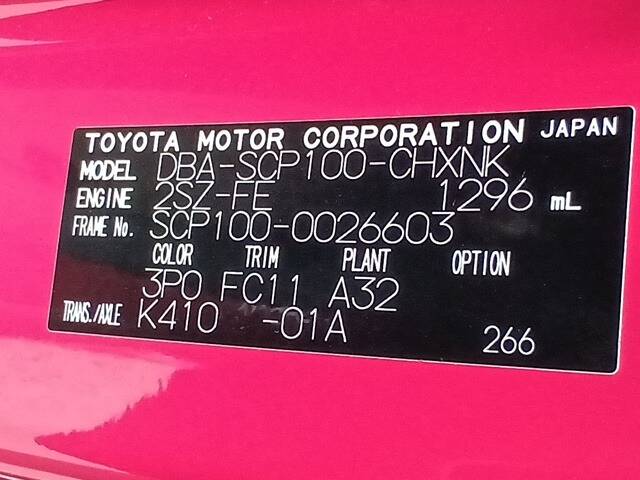 TOYOTA MOTOR CORPORATION JAPAN
MODEL DBA-SCP100-CHXNK
ENGINE 2SZ-FE 1296 mL
FRAME No. SCP100-0026603
COLOR TRIM PLANT OPTION
3P0 FC11 A32
TRANS./AXLE K410 -01A
266